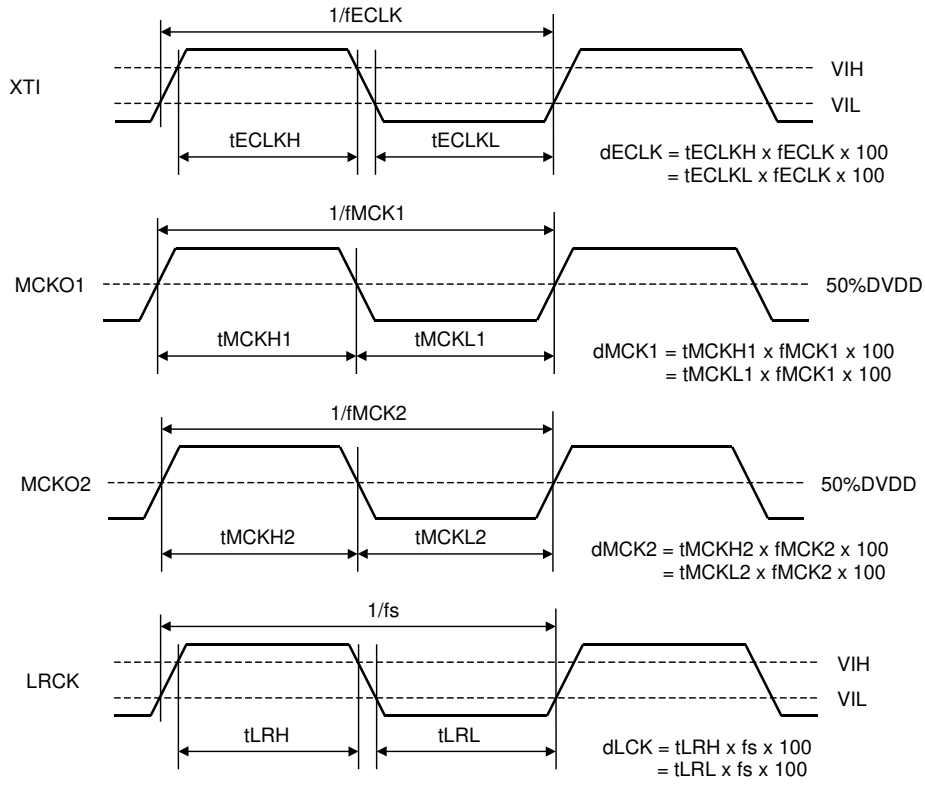 1/fECLK
XTI
VIH
VIL
tECLKH
tECLKL
dECLK = tECLKH x fECLK x 100
= tECLKL x fECLK x 100
1/fMCK1
MCKO1
50%DVDD
tMCKH1
tMCKL1
dMCK1 = tMCKH1 x fMCK1 x 100
= tMCKL1 x fMCK1 x 100
1/fMCK2
MCKO2
50%DVDD
tMCKH2
tMCKL2
dMCK2 = tMCKH2 x fMCK2 x 100
= tMCKL2 x fMCK2 x 100
1/fs
LRCK
VIH
VIL
tLRH
tLRL
dLCK = tLRH x fs x 100
= tLRL x fs x 100